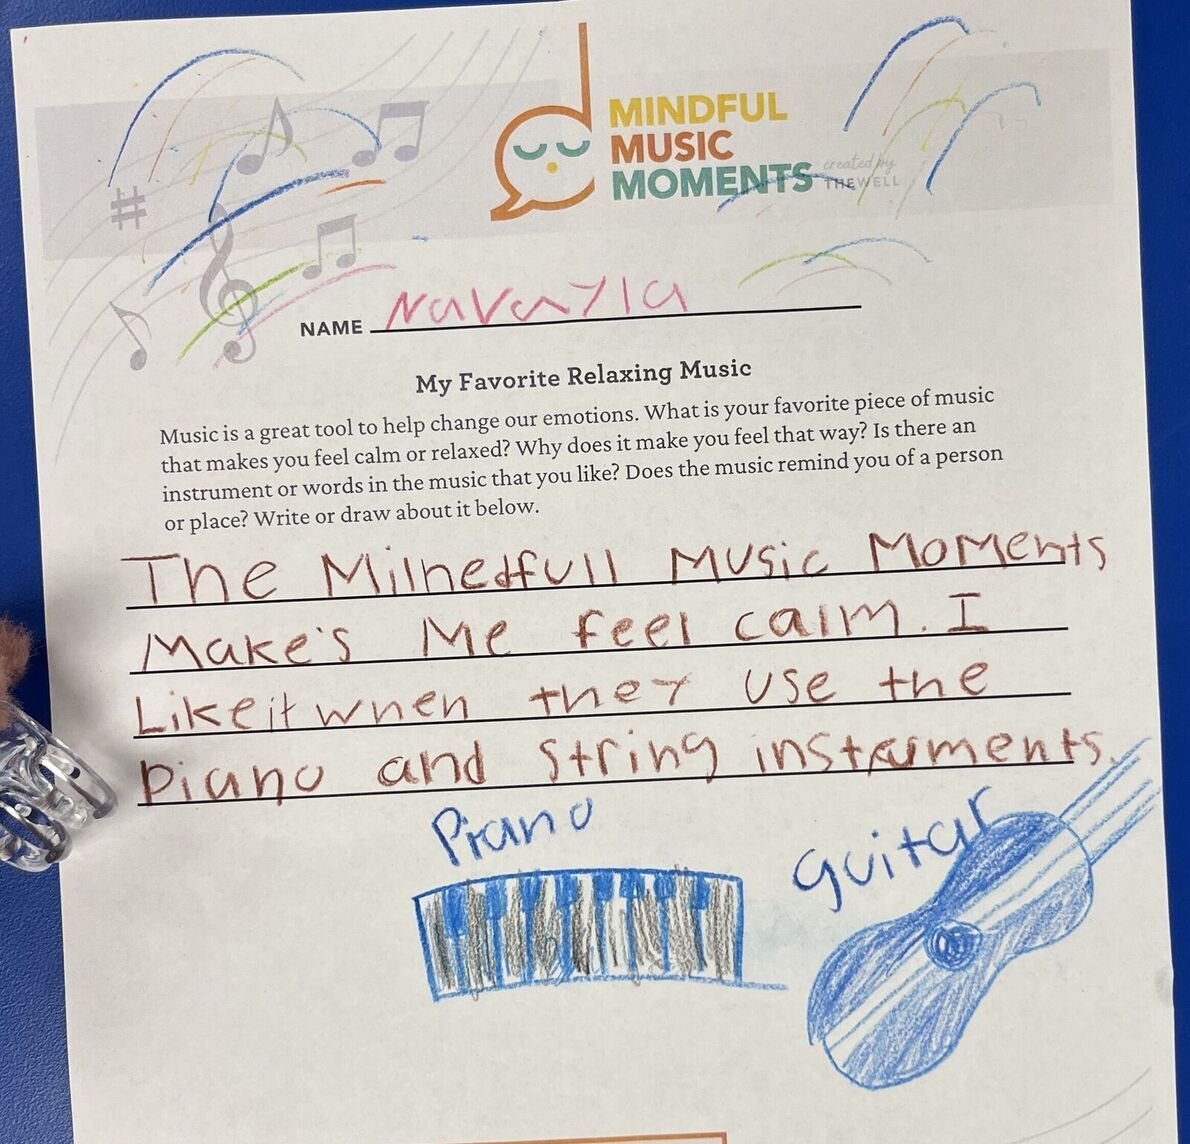 MINDFUL
MUSIC
MOMENTS
created by
THEWELL
NAME Navayla
My Favorite Relaxing Music
Music is a great tool to help change our emotions. What is your favorite piece of music
that makes you feel calm or relaxed? Why does it make you feel that way? Is there an
instrument or words in the music that you like? Does the music remind you of a person
or place? Write or draw about it below.
The Milnedfull Music Moments
Make's Me feel calm. I
Like it when they use the
piano and string instruments.
Piano
guitar